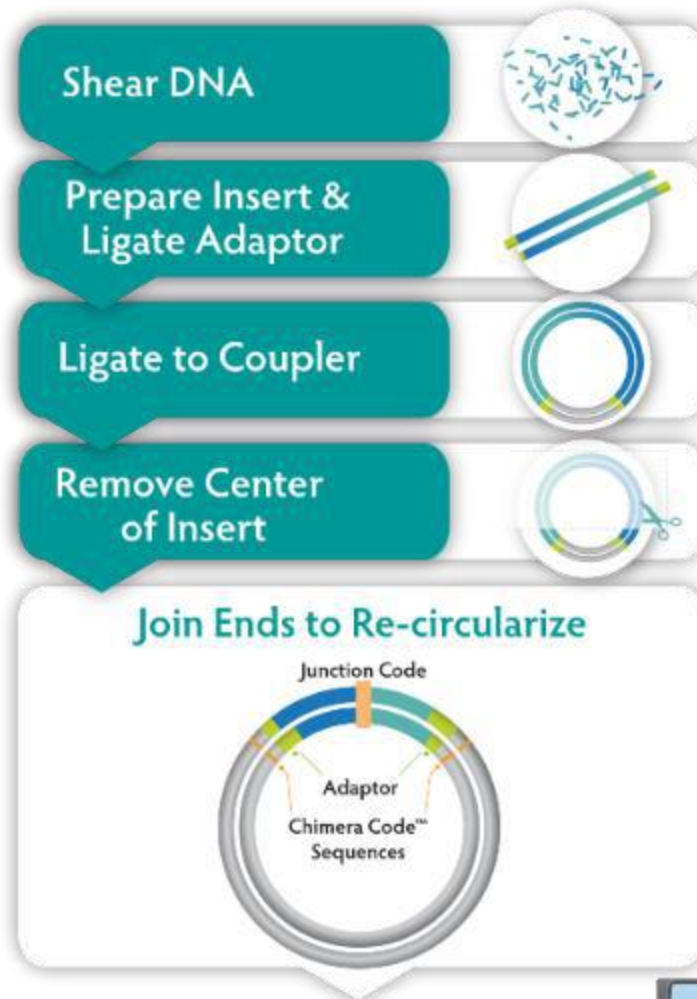 Shear DNA
Prepare Insert &
Ligate Adaptor
Ligate to Coupler
Remove Center
of Insert
Join Ends to Re-circularize
Junction Code
Adaptor
Chimera Code™
Sequences